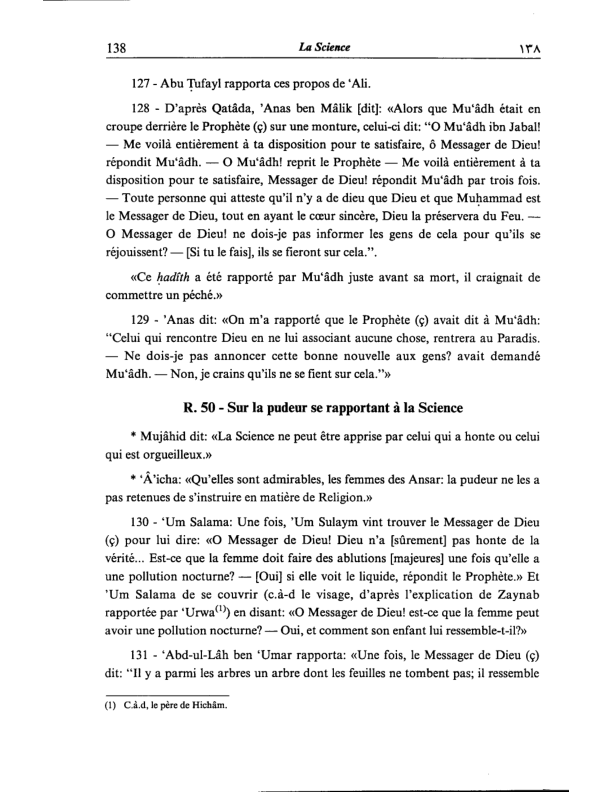 138
La Science
١٣٨
127 - Abu Ṭufayl rapporta ces propos de ‘Ali.
128 - D’après Qatâda, ’Anas ben Mâlik [dit]: «Alors que Mu‘âdh était en
croupe derrière le Prophète (ç) sur une monture, celui-ci dit: “O Mu‘âdh ibn Jabal!
— Me voilà entièrement à ta disposition pour te satisfaire, ô Messager de Dieu!
répondit Mu‘âdh. — O Mu‘âdh! reprit le Prophète — Me voilà entièrement à ta
disposition pour te satisfaire, Messager de Dieu! répondit Mu‘âdh par trois fois.
— Toute personne qui atteste qu’il n’y a de dieu que Dieu et que Muḥammad est
le Messager de Dieu, tout en ayant le cœur sincère, Dieu la préservera du Feu. —
O Messager de Dieu! ne dois-je pas informer les gens de cela pour qu’ils se
réjouissent? — [Si tu le fais], ils se fieront sur cela.”.
«Ce ḥadîth a été rapporté par Mu‘âdh juste avant sa mort, il craignait de
commettre un péché.»
129 - ’Anas dit: «On m’a rapporté que le Prophète (ç) avait dit à Mu‘âdh:
“Celui qui rencontre Dieu en ne lui associant aucune chose, rentrera au Paradis.
— Ne dois-je pas annoncer cette bonne nouvelle aux gens? avait demandé
Mu‘âdh. — Non, je crains qu’ils ne se fient sur cela.”»
R. 50 - Sur la pudeur se rapportant à la Science
* Mujâhid dit: «La Science ne peut être apprise par celui qui a honte ou celui
qui est orgueilleux.»
* ‘Â’icha: «Qu’elles sont admirables, les femmes des Ansar: la pudeur ne les a
pas retenues de s’instruire en matière de Religion.»
130 - ‘Um Salama: Une fois, ’Um Sulaym vint trouver le Messager de Dieu
(ç) pour lui dire: «O Messager de Dieu! Dieu n’a [sûrement] pas honte de la
vérité... Est-ce que la femme doit faire des ablutions [majeures] une fois qu’elle a
une pollution nocturne? — [Oui] si elle voit le liquide, répondit le Prophète.» Et
’Um Salama de se couvrir (c.à-d le visage, d’après l’explication de Zaynab
rapportée par ‘Urwa(1)) en disant: «O Messager de Dieu! est-ce que la femme peut
avoir une pollution nocturne? — Oui, et comment son enfant lui ressemble-t-il?»
131 - ‘Abd-ul-Lâh ben ‘Umar rapporta: «Une fois, le Messager de Dieu (ç)
dit: “Il y a parmi les arbres un arbre dont les feuilles ne tombent pas; il ressemble
(1) C.à.d, le père de Hichâm.